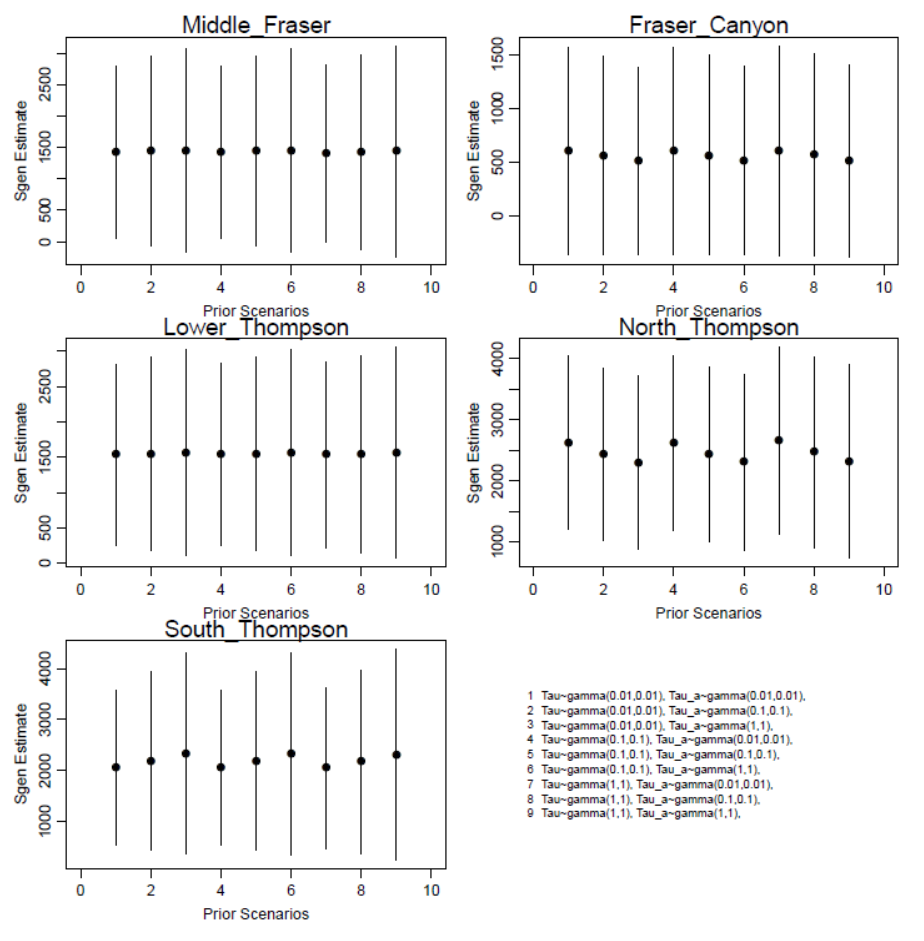 Middle_Fraser
Sgen Estimate
0 500 1500 2500
0 2 4 6 8 10
Prior Scenarios
Fraser_Canyon
Sgen Estimate
0 500 1000 1500
0 2 4 6 8 10
Prior Scenarios
Lower_Thompson
Sgen Estimate
0 500 1500 2500
0 2 4 6 8 10
Prior Scenarios
North_Thompson
Sgen Estimate
1000 2000 3000 4000
0 2 4 6 8 10
Prior Scenarios
South_Thompson
Sgen Estimate
1000 2000 3000 4000
0 2 4 6 8 10
Prior Scenarios
1 Tau~gamma(0.01,0.01), Tau_a~gamma(0.01,0.01),
2 Tau~gamma(0.01,0.01), Tau_a~gamma(0.1,0.1),
3 Tau~gamma(0.01,0.01), Tau_a~gamma(1,1),
4 Tau~gamma(0.1,0.1), Tau_a~gamma(0.01,0.01),
5 Tau~gamma(0.1,0.1), Tau_a~gamma(0.1,0.1),
6 Tau~gamma(0.1,0.1), Tau_a~gamma(1,1),
7 Tau~gamma(1,1), Tau_a~gamma(0.01,0.01),
8 Tau~gamma(1,1), Tau_a~gamma(0.1,0.1),
9 Tau~gamma(1,1), Tau_a~gamma(1,1),